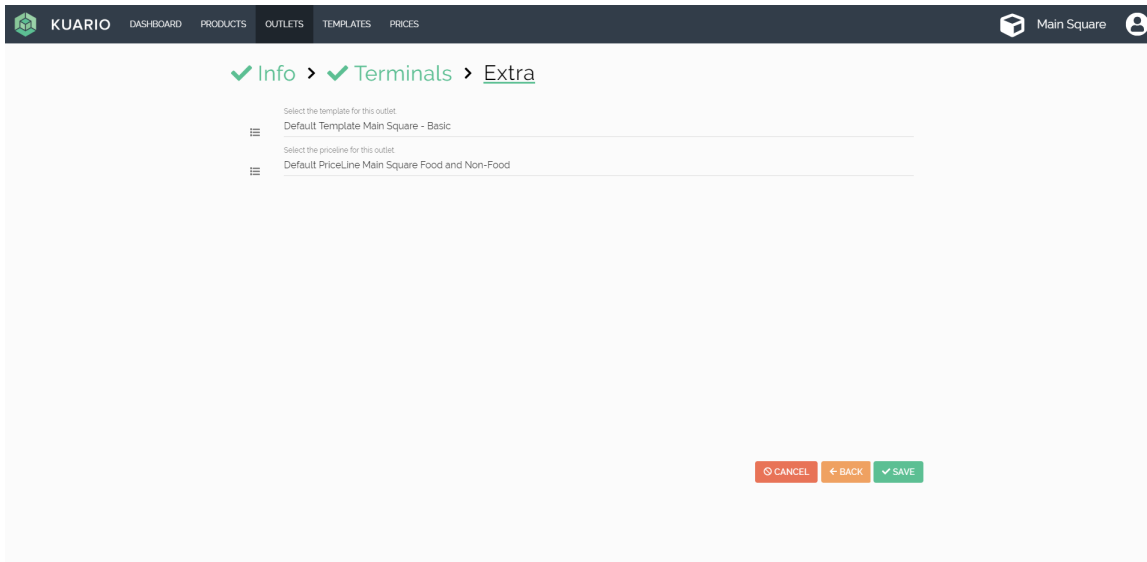 KUARIO DASHBOARD PRODUCTS OUTLETS TEMPLATES PRICES Main Square
Info > Terminals > Extra
Select the template for this outlet.
Default Template Main Square - Basic
Select the priceline for this outlet.
Default PriceLine Main Square Food and Non-Food
CANCEL BACK SAVE